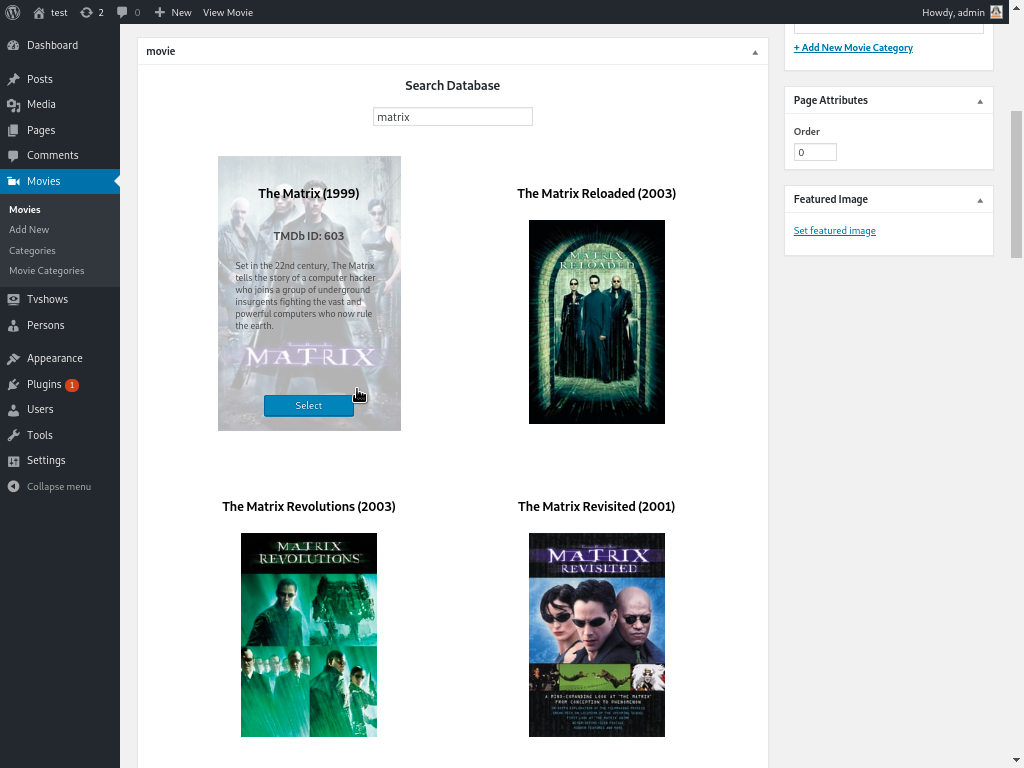 test
2
0
New
View Movie
Howdy, admin
Dashboard
Posts
Media
Pages
Comments
Movies
Movies
Add New
Categories
Movie Categories
Tvshows
Persons
Appearance
Plugins 1
Users
Tools
Settings
Collapse menu
movie
Search Database
matrix
The Matrix (1999)
TMDb ID: 603
Set in the 22nd century, The Matrix
tells the story of a computer hacker
who joins a group of underground
insurgents fighting the vast and
powerful computers who now rule
the earth.
MATRIX
Select
The Matrix Reloaded (2003)
MATRIX
RELOADED
The Matrix Revolutions (2003)
MATRIX
REVOLUTIONS
The Matrix Revisited (2001)
MATRIX
REVISITED
A MIND-EXPANDING LOOK AT "THE MATRIX"
FROM CONCEPTION TO PHENOMENON
+ Add New Movie Category
Page Attributes
Order
0
Featured Image
Set featured image